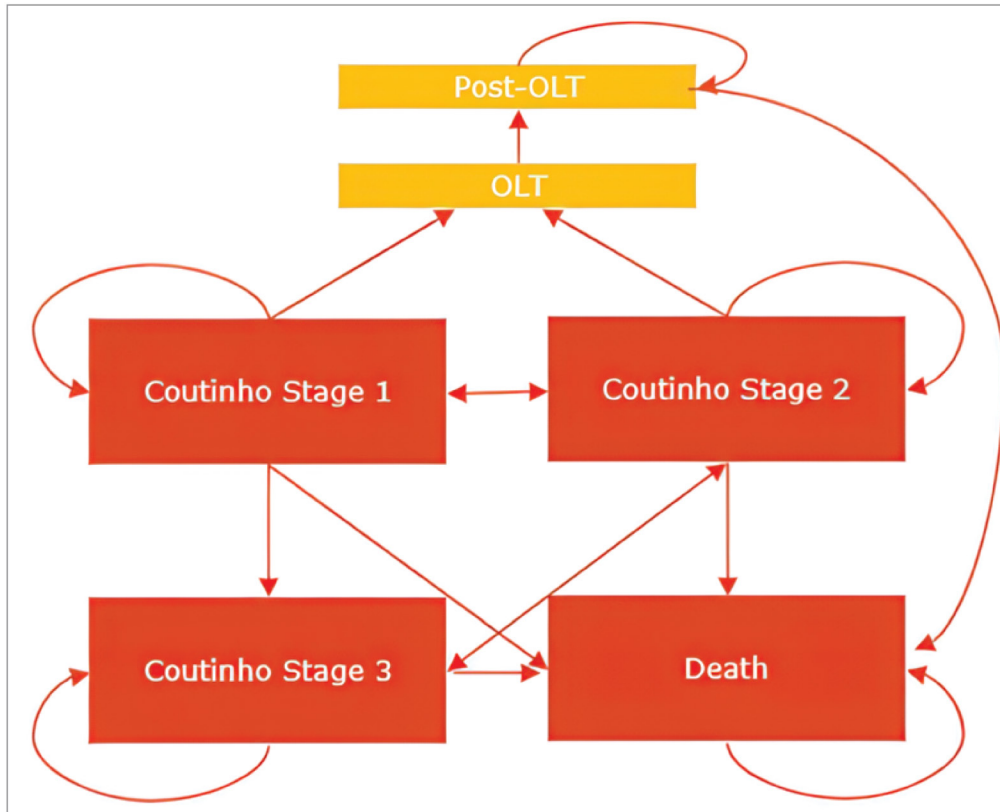 Post-OLT
OLT
Coutinho Stage 1
Coutinho Stage 2
Coutinho Stage 3
Death